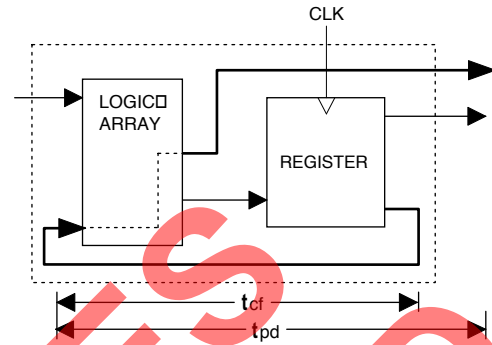 CLK
LOGIC□
ARRAY
REGISTER
tcf
tpd